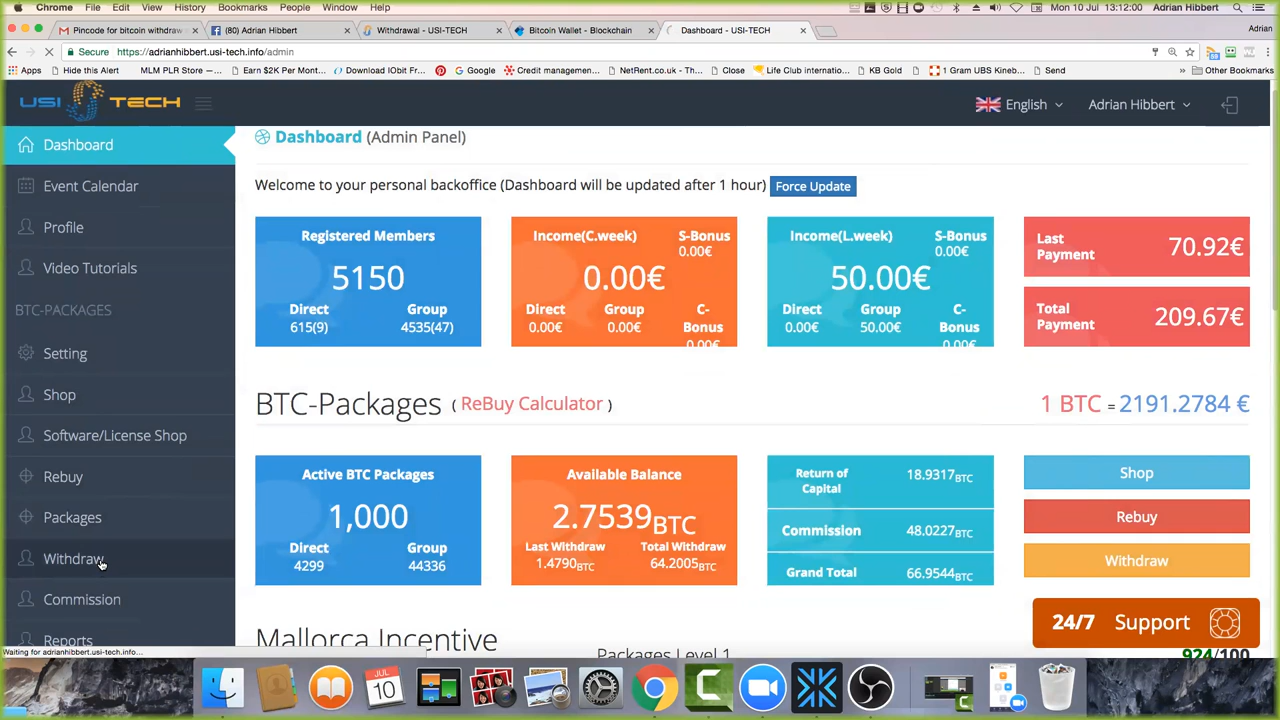 Chrome File Edit View History Bookmarks People Window Help Mon 10 Jul 13:12:00 Adrian Hibbert
Pincode for bitcoin withdraw (80) Adrian Hibbert Withdrawal - USI-TECH Bitcoin Wallet - Blockchain Dashboard - USI-TECH Adrian
Secure https://adrianhibbert.usi-tech.info/admin
Apps Hide this Alert MLM PLR Store —... Earn $2K Per Mont... Download IObit Fr... Google Credit managemen... NetRent.co.uk - Th... Close Life Club internatio... KB Gold 1 Gram UBS Kineb... Send Other Bookmarks
USI TECH English Adrian Hibbert
Dashboard
Event Calendar
Profile
Video Tutorials
BTC-PACKAGES
Setting
Shop
Software/License Shop
Rebuy
Packages
Withdraw
Commission
Reports
Waiting for adrianhibbert.usi-tech.info...
Dashboard (Admin Panel)
Welcome to your personal backoffice (Dashboard will be updated after 1 hour) Force Update
Registered Members
5150
Direct Group
615(9) 4535(47)
Income(C.week) S-Bonus
0.00€
0.00€
Direct Group C-Bonus
0.00€ 0.00€ 0.00€
Income(L.week) S-Bonus
0.00€
50.00€
Direct Group C-Bonus
0.00€ 50.00€ 0.00€
Last Payment 70.92€
Total Payment 209.67€
BTC-Packages ( ReBuy Calculator ) 1 BTC = 2191.2784 €
Active BTC Packages
1,000
Direct Group
4299 44336
Available Balance
2.7539BTC
Last Withdraw Total Withdraw
1.4790BTC 64.2005BTC
Return of Capital 18.9317BTC
Commission 48.0227BTC
Grand Total 66.9544BTC
Shop
Rebuy
Withdraw
24/7 Support
Mallorca Incentive Packages Level 1
924/100
JUL
10